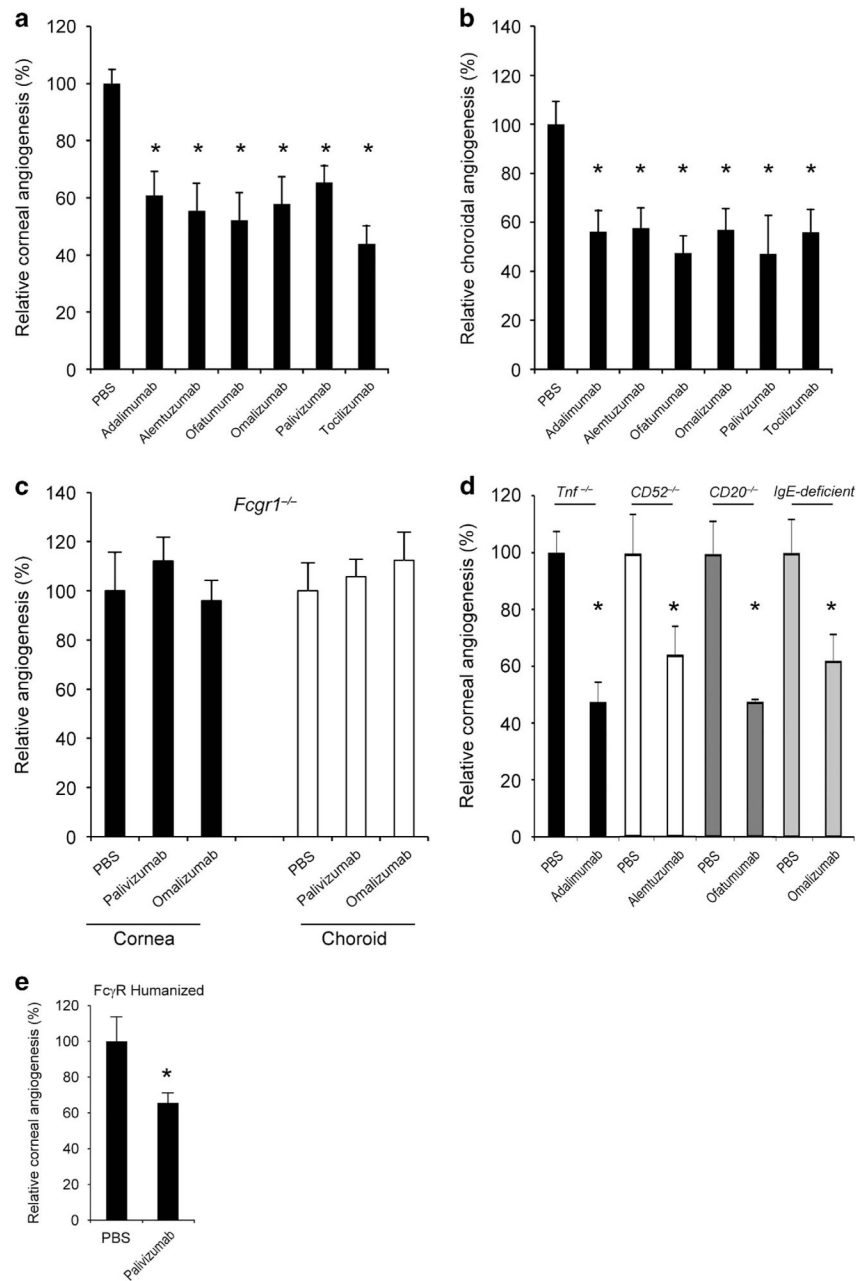 a
Relative corneal angiogenesis (%)
120
100
80
60
40
20
0
* * * * * *
PBS
Adalimumab
Alemtuzumab
Ofatumumab
Omalizumab
Palivizumab
Tocilizumab
b
Relative choroidal angiogenesis (%)
120
100
80
60
40
20
0
* * * * * *
PBS
Adalimumab
Alemtuzumab
Ofatumumab
Omalizumab
Palivizumab
Tocilizumab
c
Fcgr1–/–
Relative angiogenesis (%)
140
120
100
80
60
40
20
0
PBS
Palivizumab
Omalizumab
PBS
Palivizumab
Omalizumab
Cornea
Choroid
d
Tnf –/–
CD52–/–
CD20–/–
IgE-deficient
Relative corneal angiogenesis (%)
120
100
80
60
40
20
0
* * * *
PBS
Adalimumab
PBS
Alemtuzumab
PBS
Ofatumumab
PBS
Omalizumab
e
FcγR Humanized
Relative corneal angiogenesis (%)
120
100
80
60
40
20
0
*
PBS
Palivizumab